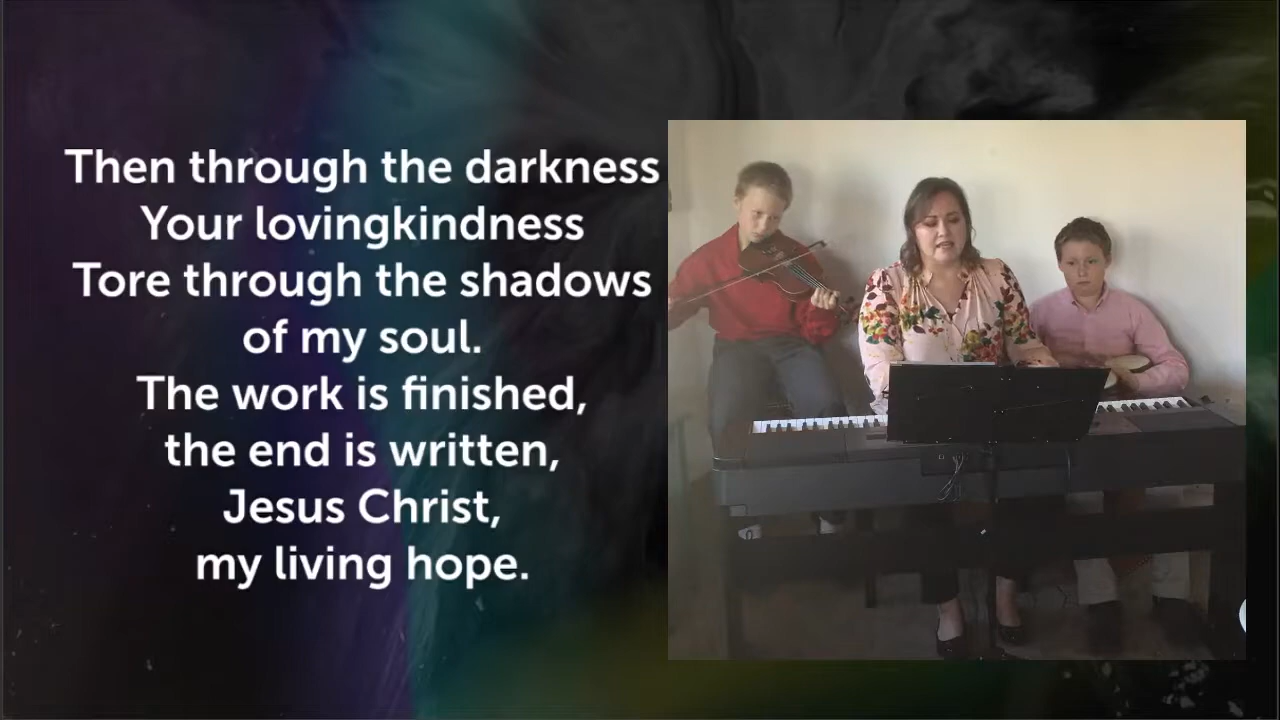 Then through the darkness
Your lovingkindness
Tore through the shadows
of my soul.
The work is finished,
the end is written,
Jesus Christ,
my living hope.